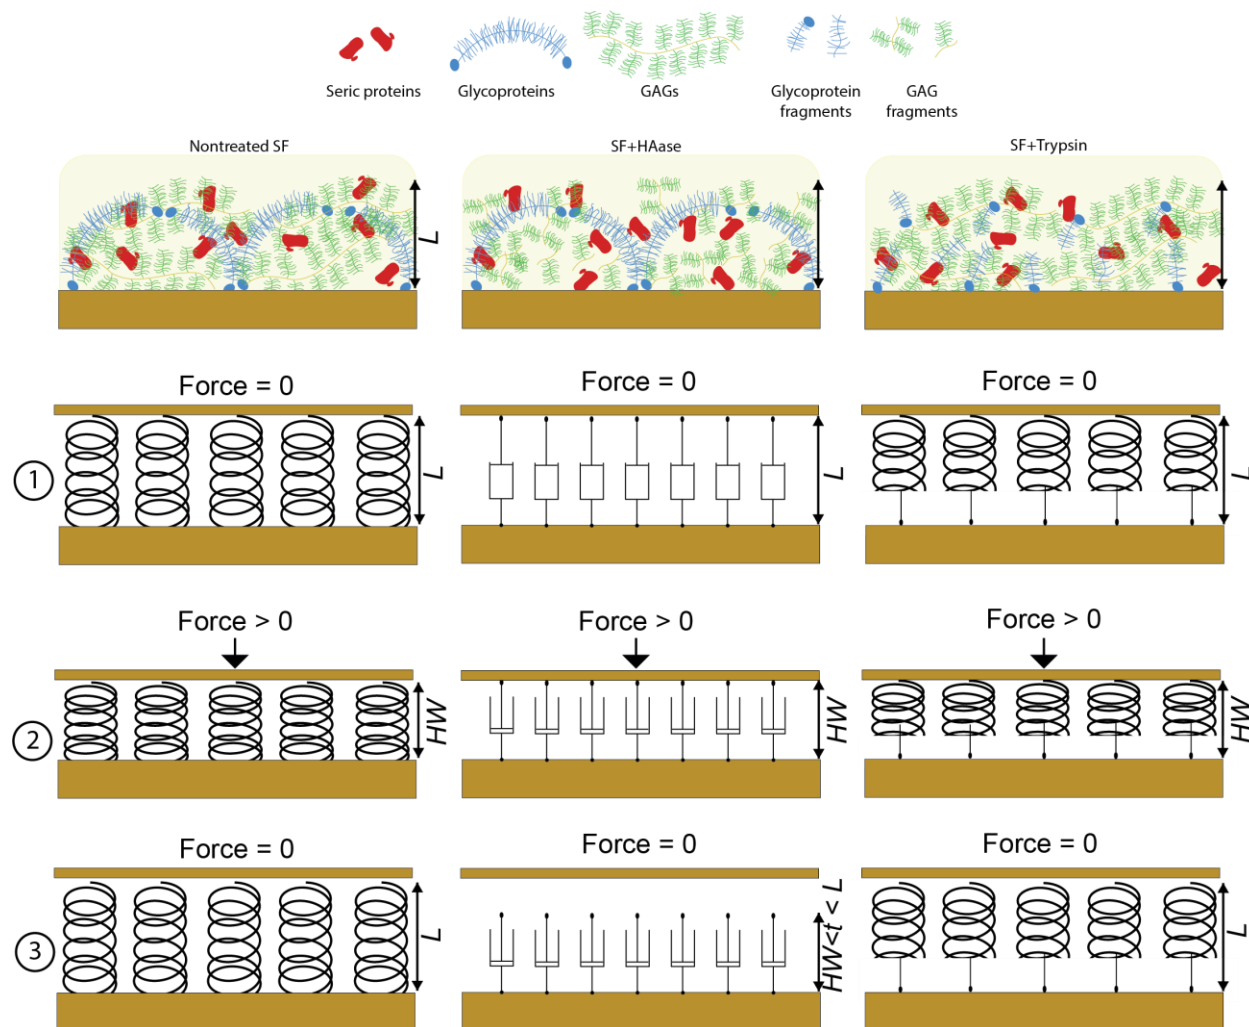 Seric proteins
Glycoproteins
GAGs
Glycoprotein
fragments
GAG
fragments
Nontreated SF
SF+HAase
SF+Trypsin
L
Force = 0
Force = 0
Force = 0
1
L
L
L
Force > 0
Force > 0
Force > 0
2
HW
HW
HW
Force = 0
Force = 0
Force = 0
3
L
HW<t < L
L